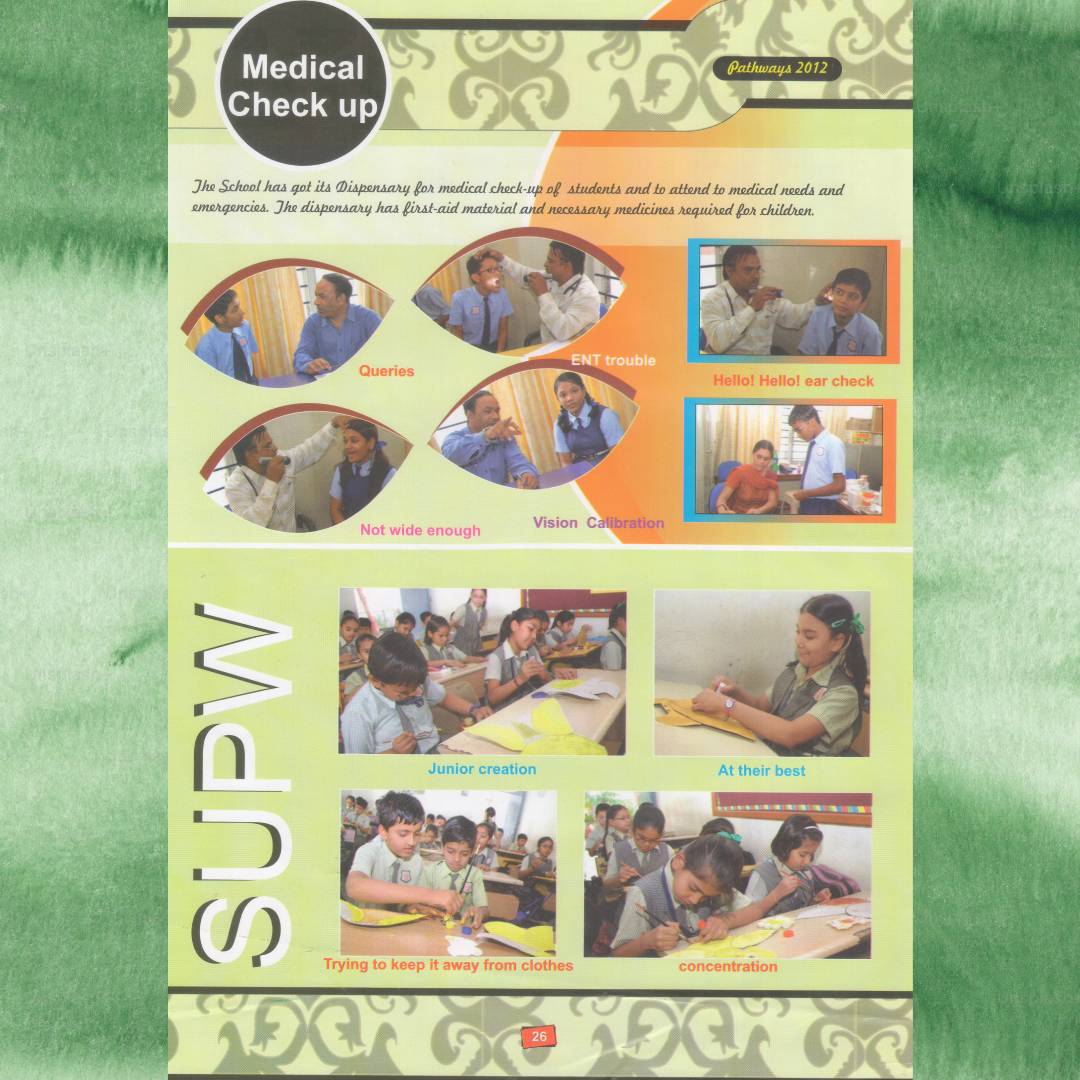 Medical
Check up
Pathways 2012
The School has got its Dispensary for medical check-up of students and to attend to medical needs and
emergencies. The dispensary has first-aid material and necessary medicines required for children.
Queries
ENT trouble
Hello! Hello! ear check
Not wide enough
Vision Calibration
SUPW
Junior creation
At their best
Trying to keep it away from clothes
concentration
26